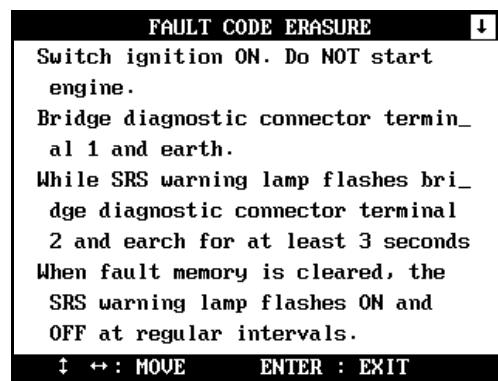 FAULT CODE ERASURE ↓
Switch ignition ON. Do NOT start
engine.
Bridge diagnostic connector termin_
al 1 and earth.
While SRS warning lamp flashes bri_
dge diagnostic connector terminal
2 and earch for at least 3 seconds
When fault memory is cleared, the
SRS warning lamp flashes ON and
OFF at regular intervals.
↕ ↔: MOVE ENTER : EXIT